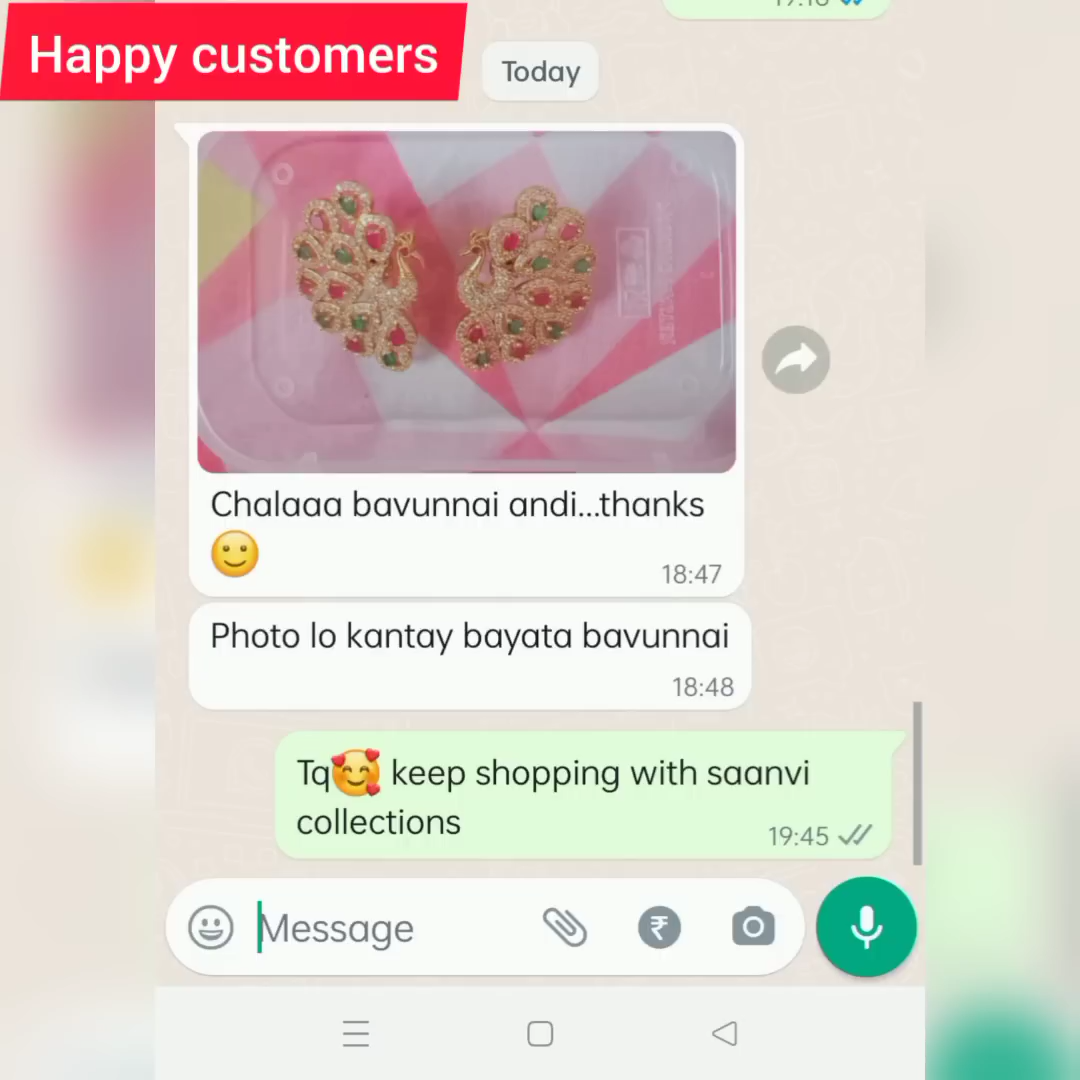 Happy customers
Today
Chalaaa bavunnai andi...thanks
🙂
18:47
Photo lo kantay bayata bavunnai
18:48
Tq🥰 keep shopping with saanvi
collections
19:45
Message